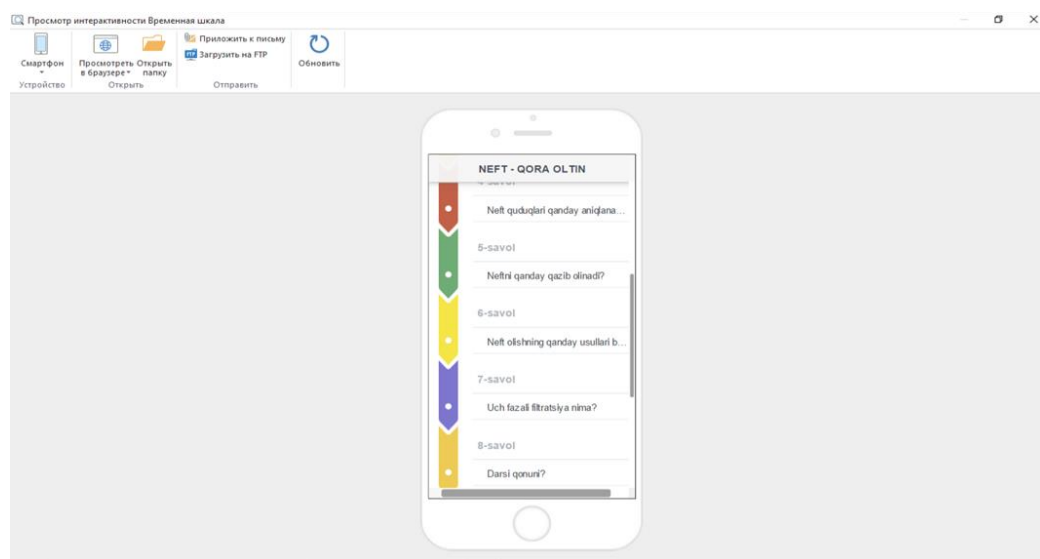 Просмотр интерактивности Временная шкала
Приложить к письму
Загрузить на FTP
Смартфон
Просмотреть в браузере
Открыть папку
Обновить
Устройство
Открыть
Отправить
NEFT - QORA OLTIN
4-savol
Neft quduqlari qanday aniqlana...
5-savol
Neftni qanday qazib olinadi?
6-savol
Neft olishning qanday usullari b...
7-savol
Uch fazali filtratsiya nima?
8-savol
Darsi qonuni?